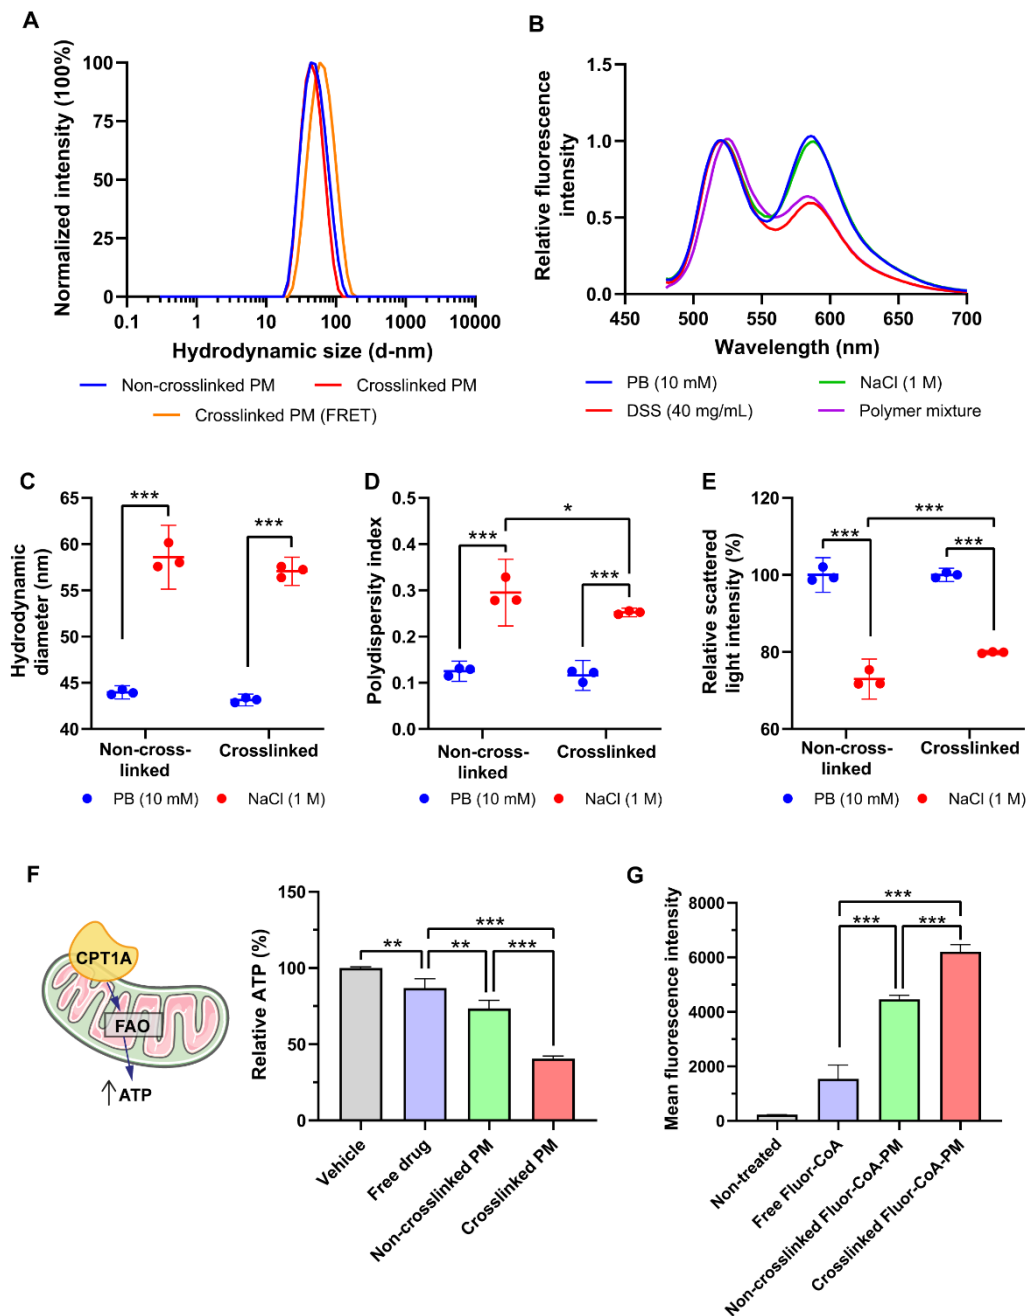 A
Normalized intensity (100%)
100
75
50
25
0
0.1 1 10 100 1000 10000
Hydrodynamic size (d-nm)
Non-crosslinked PM
Crosslinked PM
Crosslinked PM (FRET)
B
Relative fluorescence
intensity
1.5
1.0
0.5
0.0
450 500 550 600 650 700
Wavelength (nm)
PB (10 mM)
NaCl (1 M)
DSS (40 mg/mL)
Polymer mixture
C
Hydrodynamic
diameter (nm)
65
60
55
50
45
40
***
***
Non-cross-
linked
Crosslinked
PB (10 mM)
NaCl (1 M)
D
Polydispersity index
0.5
0.4
0.3
0.2
0.1
0.0
*
***
***
Non-cross-
linked
Crosslinked
PB (10 mM)
NaCl (1 M)
E
Relative scattered
light intensity (%)
120
100
80
60
***
***
***
Non-cross-
linked
Crosslinked
PB (10 mM)
NaCl (1 M)
F
CPT1A
FAO
↑ATP
Relative ATP (%)
150
100
50
0
***
** ** ***
Vehicle
Free drug
Non-crosslinked PM
Crosslinked PM
G
Mean fluorescence intensity
8000
6000
4000
2000
0
***
*** ***
Non-treated
Free Fluor-CoA
Non-crosslinked Fluor-CoA-PM
Crosslinked Fluor-CoA-PM